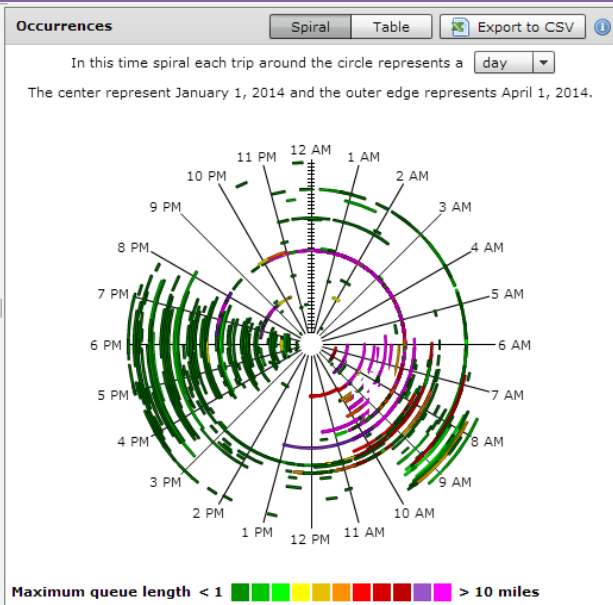 Occurrences Spiral Table Export to CSV
In this time spiral each trip around the circle represents a day
The center represent January 1, 2014 and the outer edge represents April 1, 2014.
12 AM
11 PM 1 AM
10 PM 2 AM
9 PM 3 AM
8 PM 4 AM
7 PM 5 AM
6 PM 6 AM
5 PM 7 AM
4 PM 8 AM
3 PM 9 AM
2 PM 10 AM
1 PM 11 AM
12 PM
Maximum queue length < 1 > 10 miles